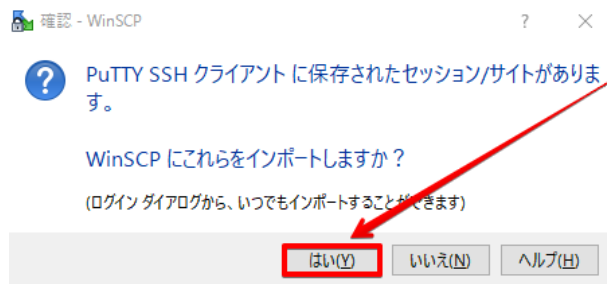 確認 - WinSCP
PuTTY SSH クライアント に保存されたセッション/サイトがありま
す。
WinSCP にこれらをインポートしますか？
(ログイン ダイアログから、いつでもインポートすることができます)
はい(Y) いいえ(N) ヘルプ(H)